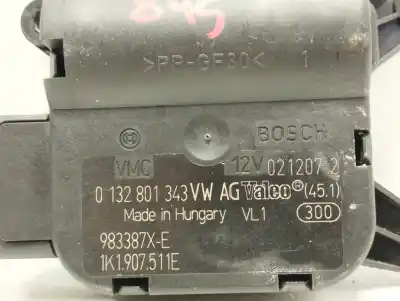 845
>PP-GF30< 1
BOSCH
VMC 12V 021207 2
0 132 801 343 VW AG Valeo® (45.1)
Made in Hungary VL1 300
983387X-E
1K1.907.511E